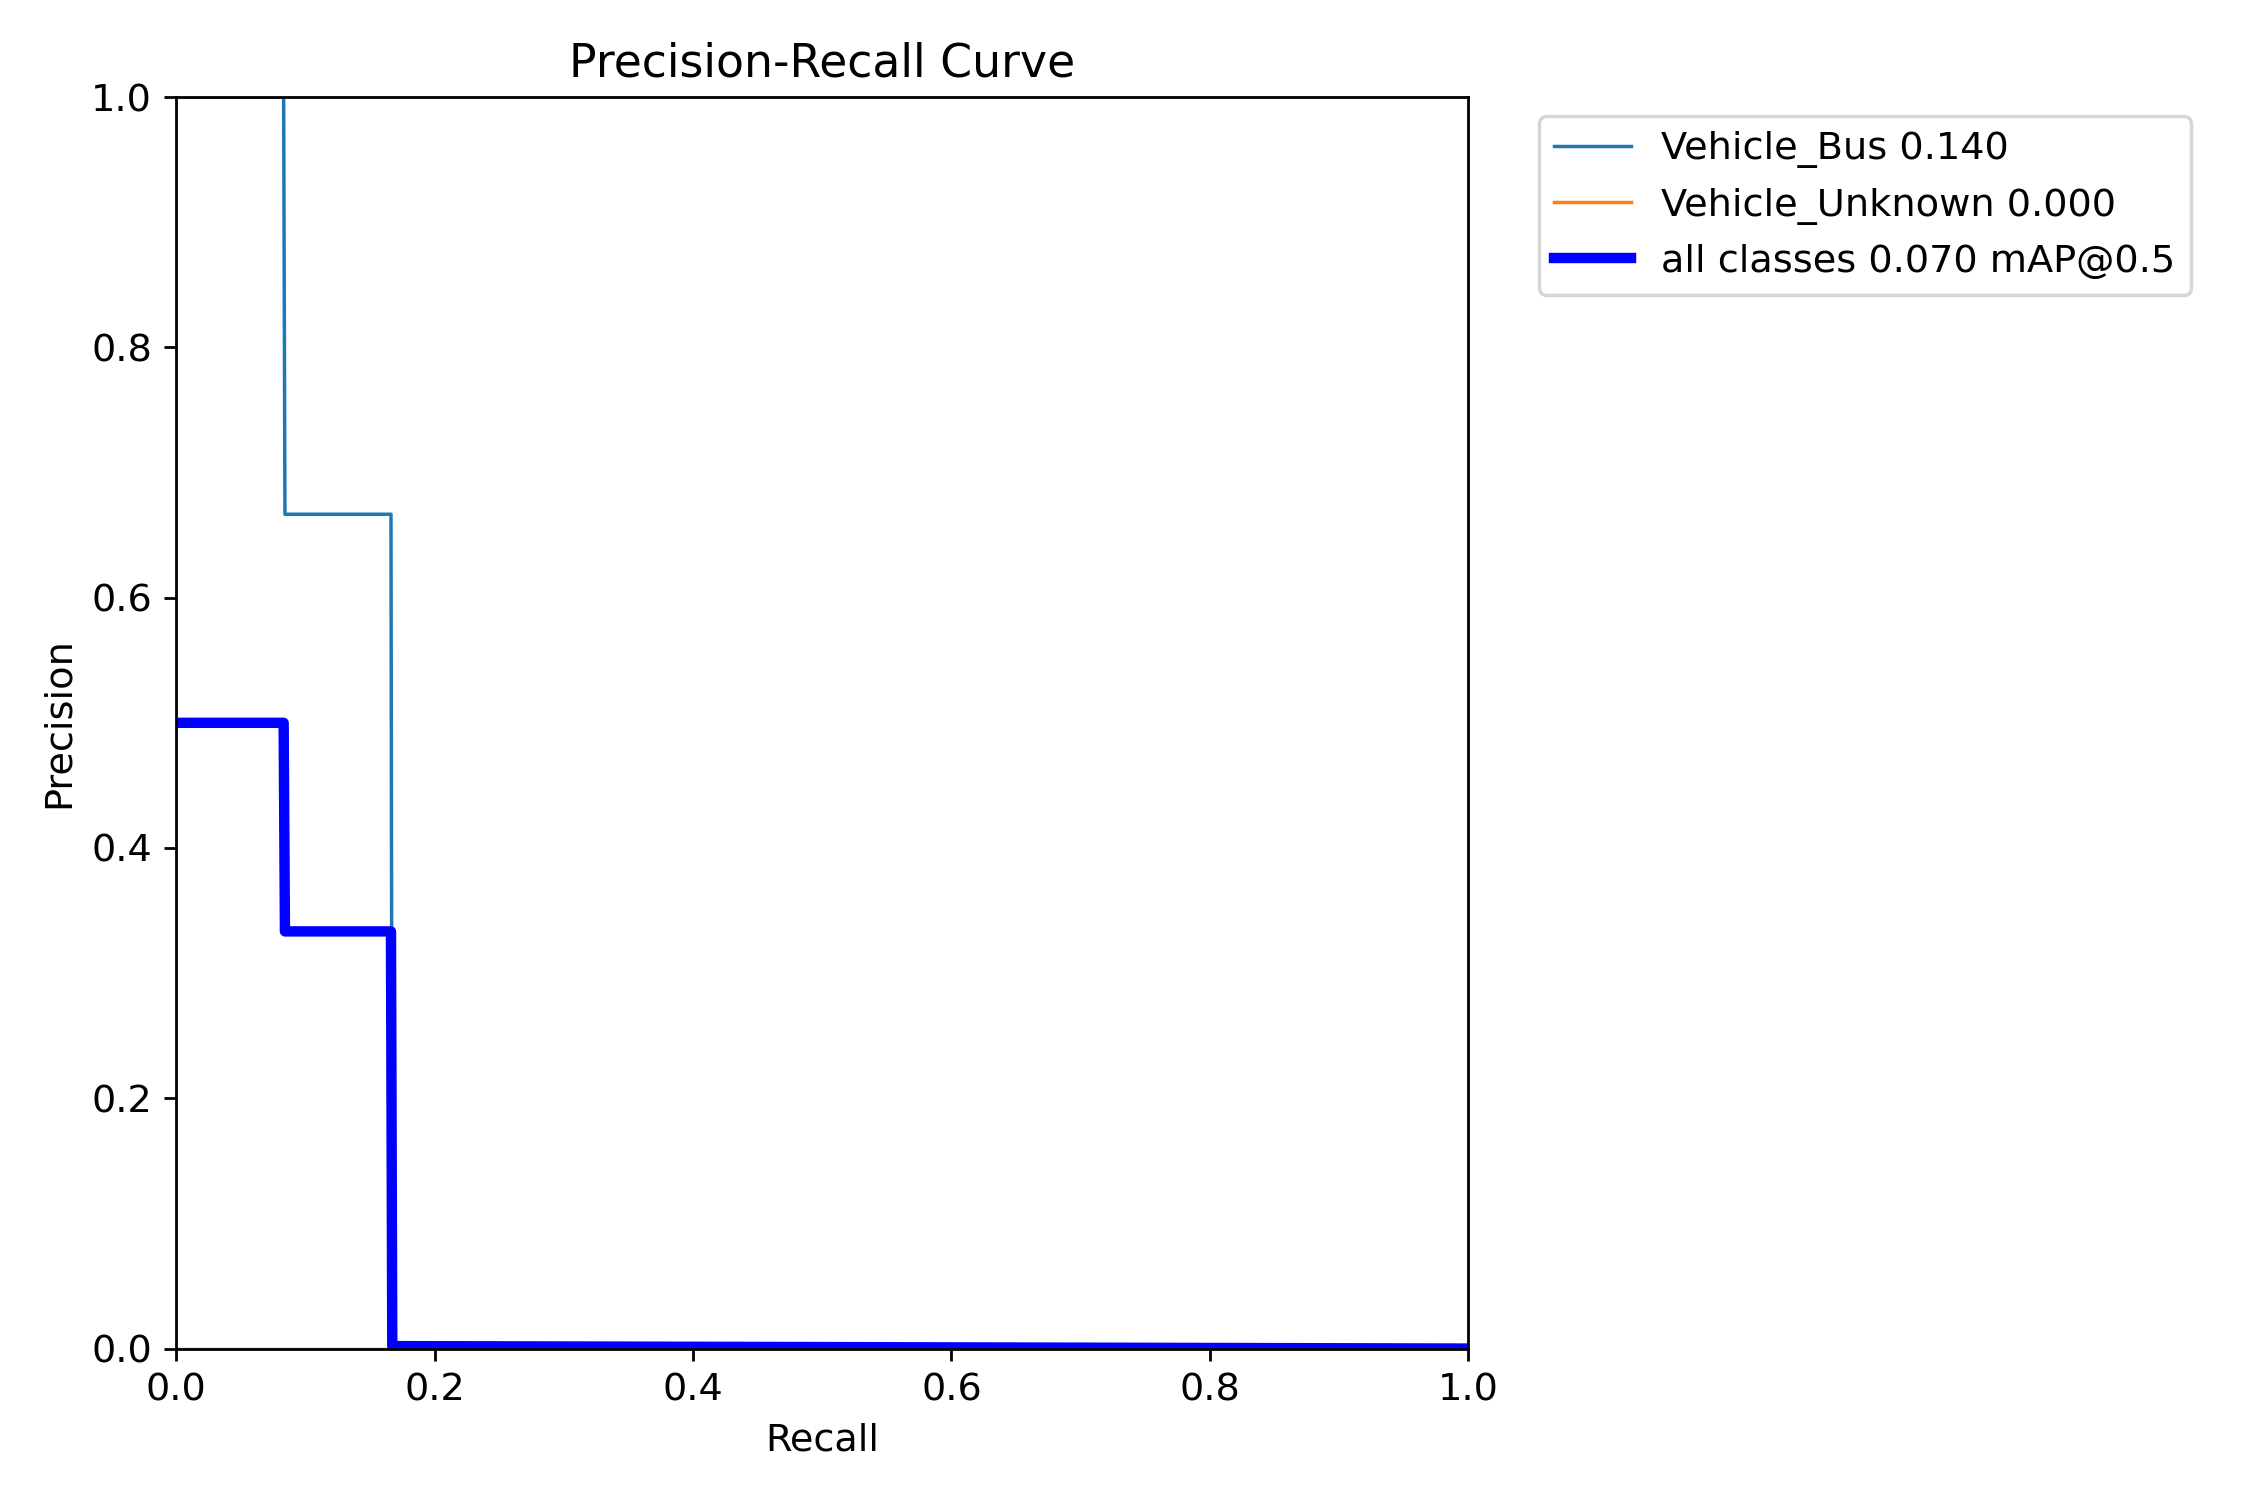 Precision-Recall Curve
1.0
0.8
0.6
0.4
0.2
0.0
Precision
0.0 0.2 0.4 0.6 0.8 1.0
Recall
Vehicle_Bus 0.140
Vehicle_Unknown 0.000
all classes 0.070 mAP@0.5